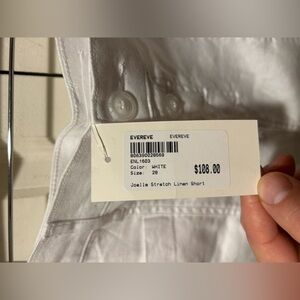 EVEREVE EVEREVE
ENL1603
Color: WHITE
Size: 28
$108.00
Joelle Stretch Linen Short